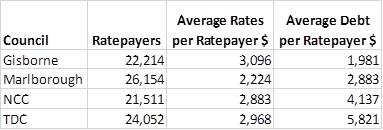 Average Rates Average Debt
Council Ratepayers per Ratepayer $ per Ratepayer $
Gisborne 22,214 3,096 1,981
Marlborough 26,154 2,224 2,883
NCC 21,511 2,883 4,137
TDC 24,052 2,968 5,821